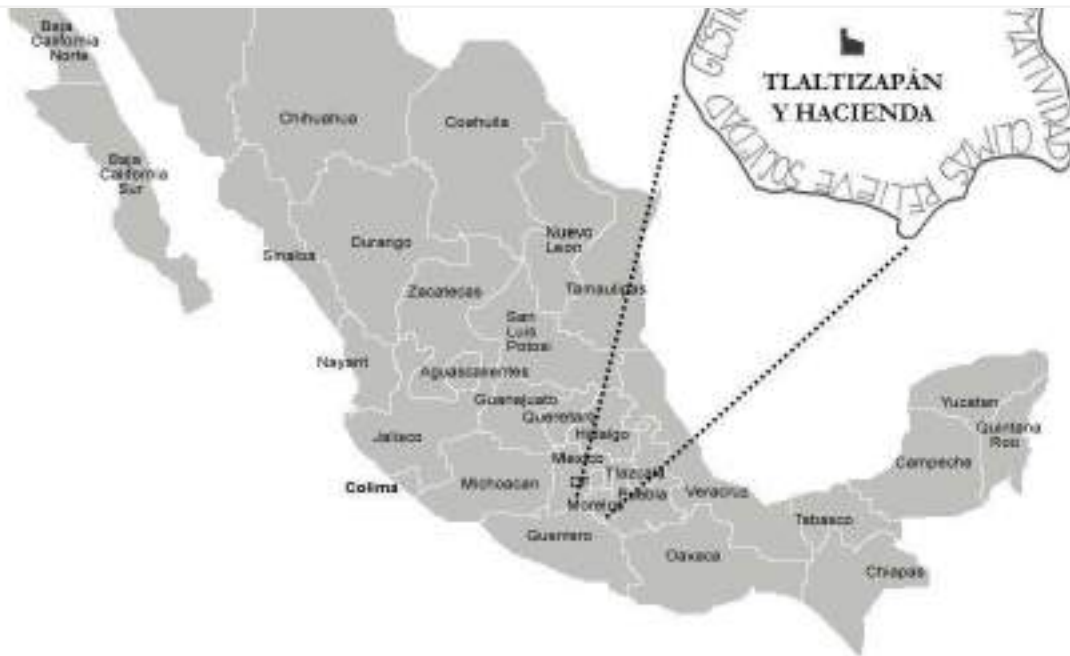 Baja
California
Norte
Chihuahua
Coahuila
Baja
California
Sur
Sinaloa
Durango
Nuevo
Leon
Tamaulipas
Zacatecas
San
Luis
Potosi
Nayarit
Aguascalientes
Guanajuato
Queretaro
Jalisco
Hidalgo
Mexico
Tlaxcala
Colima
Michoacan
DF
Morelos
Puebla
Veracruz
Guerrero
Oaxaca
Tabasco
Chiapas
Campeche
Yucatan
Quintana
Roo
TLALTIZAPÁN
Y HACIENDA
SOCIEDAD
RELIEVE
CLIMAS